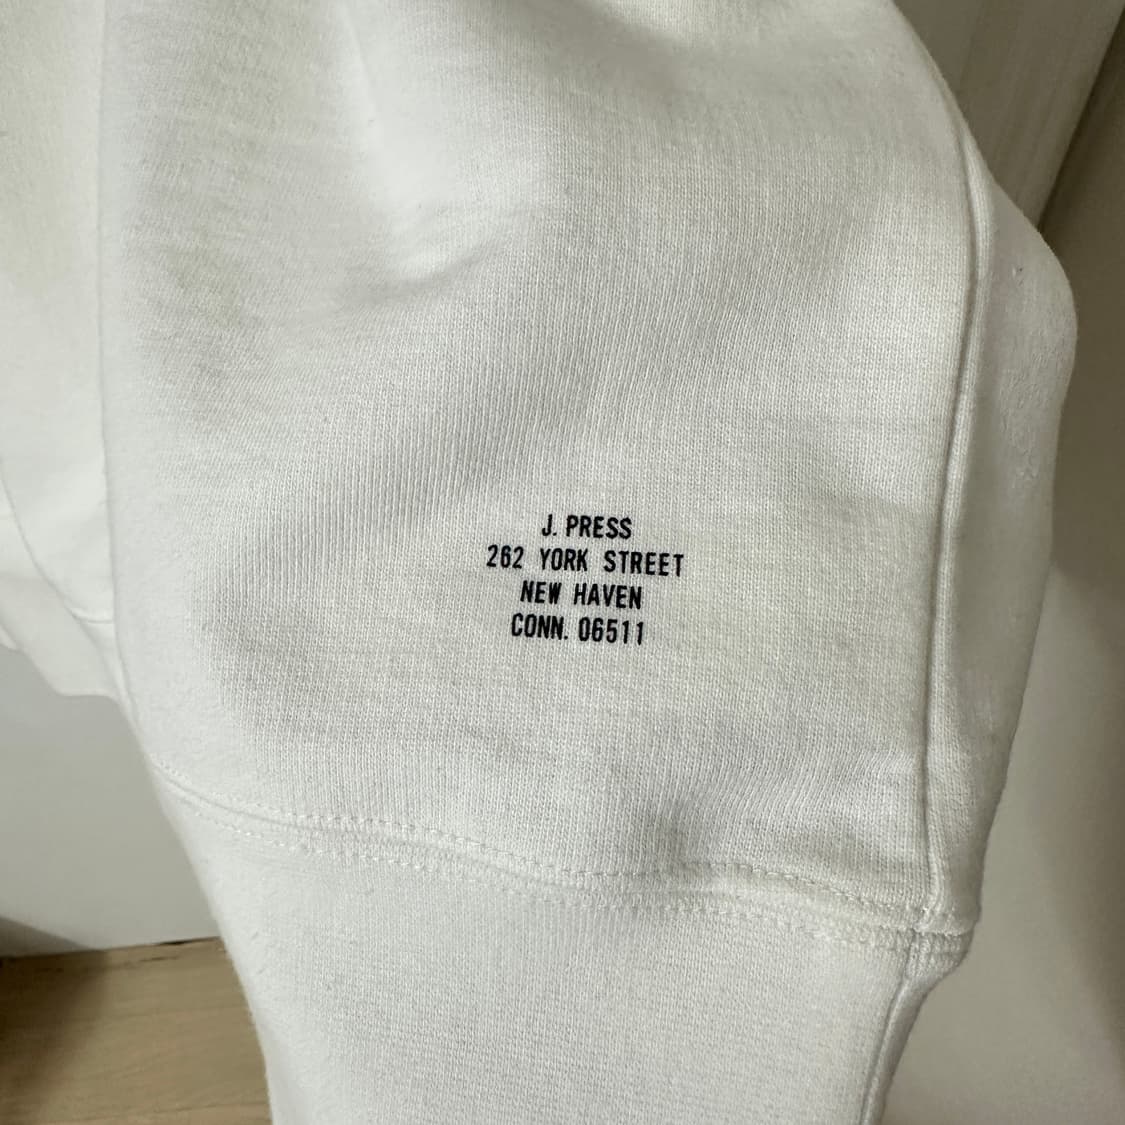 J. PRESS
262 YORK STREET
NEW HAVEN
CONN. 06511